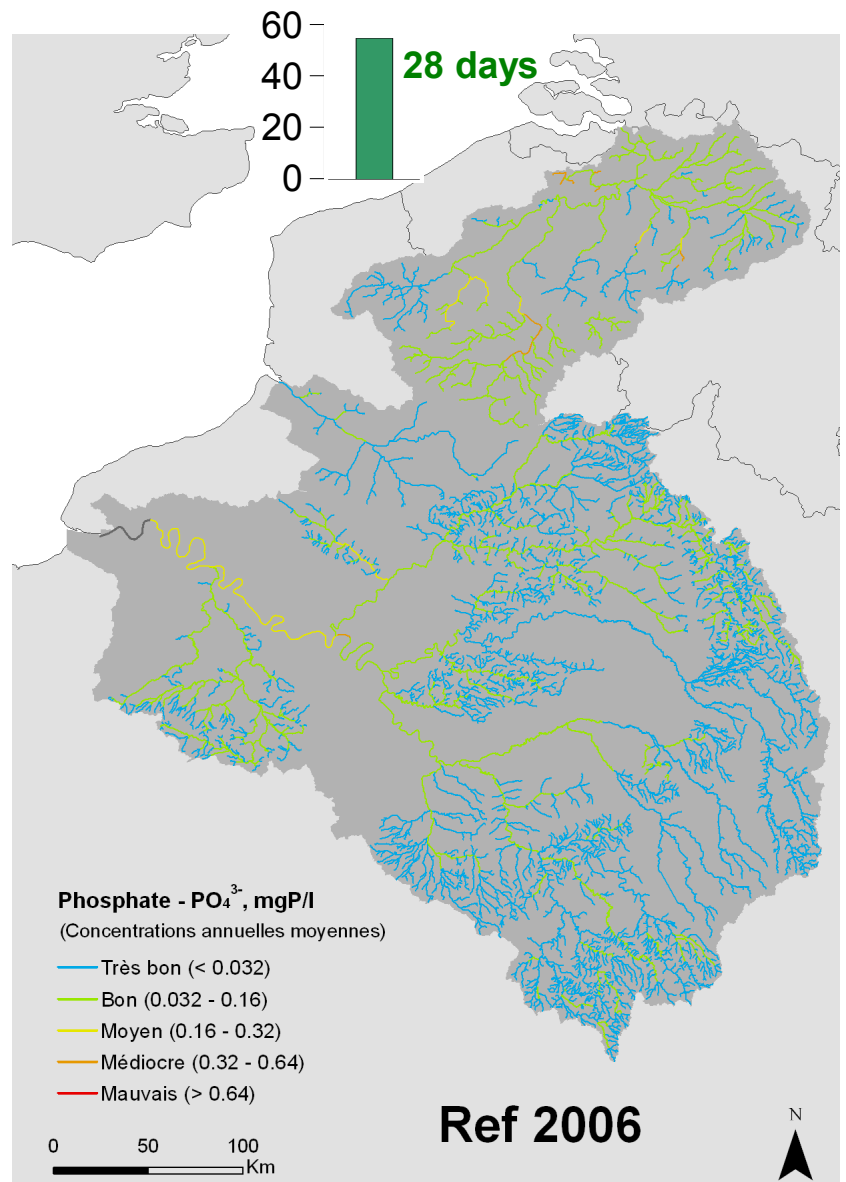 60
40
28 days
20
0
Phosphate - PO₄³⁻, mgP/l
(Concentrations annuelles moyennes)
Très bon (< 0.032)
Bon (0.032 - 0.16)
Moyen (0.16 - 0.32)
Médiocre (0.32 - 0.64)
Mauvais (> 0.64)
Ref 2006
N
0 50 100
Km